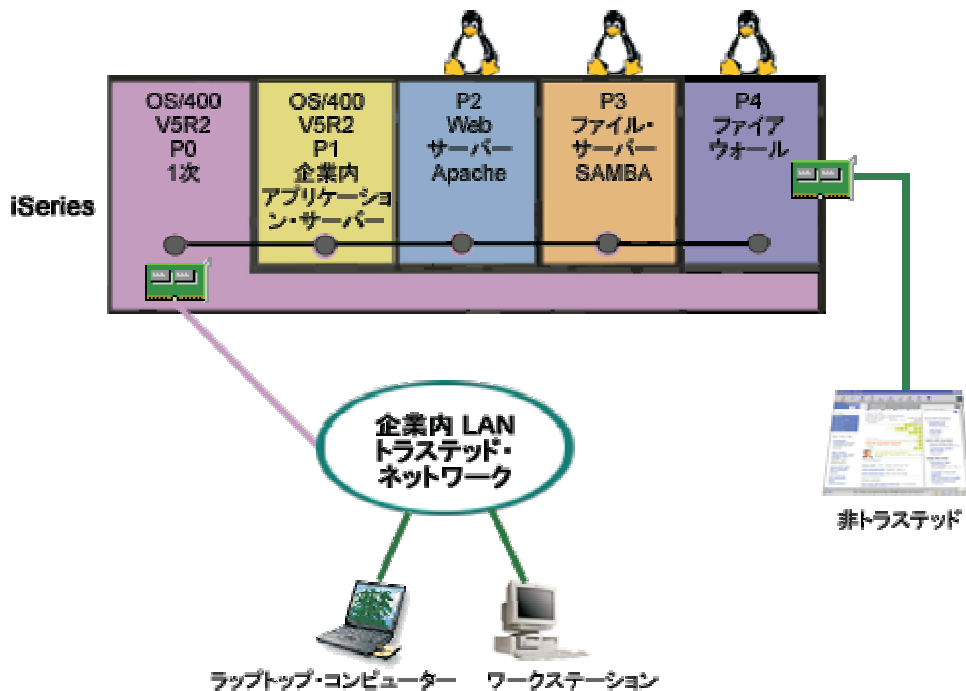 iSeries
OS/400
V5R2
P0
1次
OS/400
V5R2
P1
企業内
アプリケーショ
ン・サーバー
P2
Web
サーバー
Apache
P3
ファイル・
サーバー
SAMBA
P4
ファイア
ウォール
企業内 LAN
トラステッド・
ネットワーク
非トラステッド
ラップトップ・コンピューター
ワークステーション